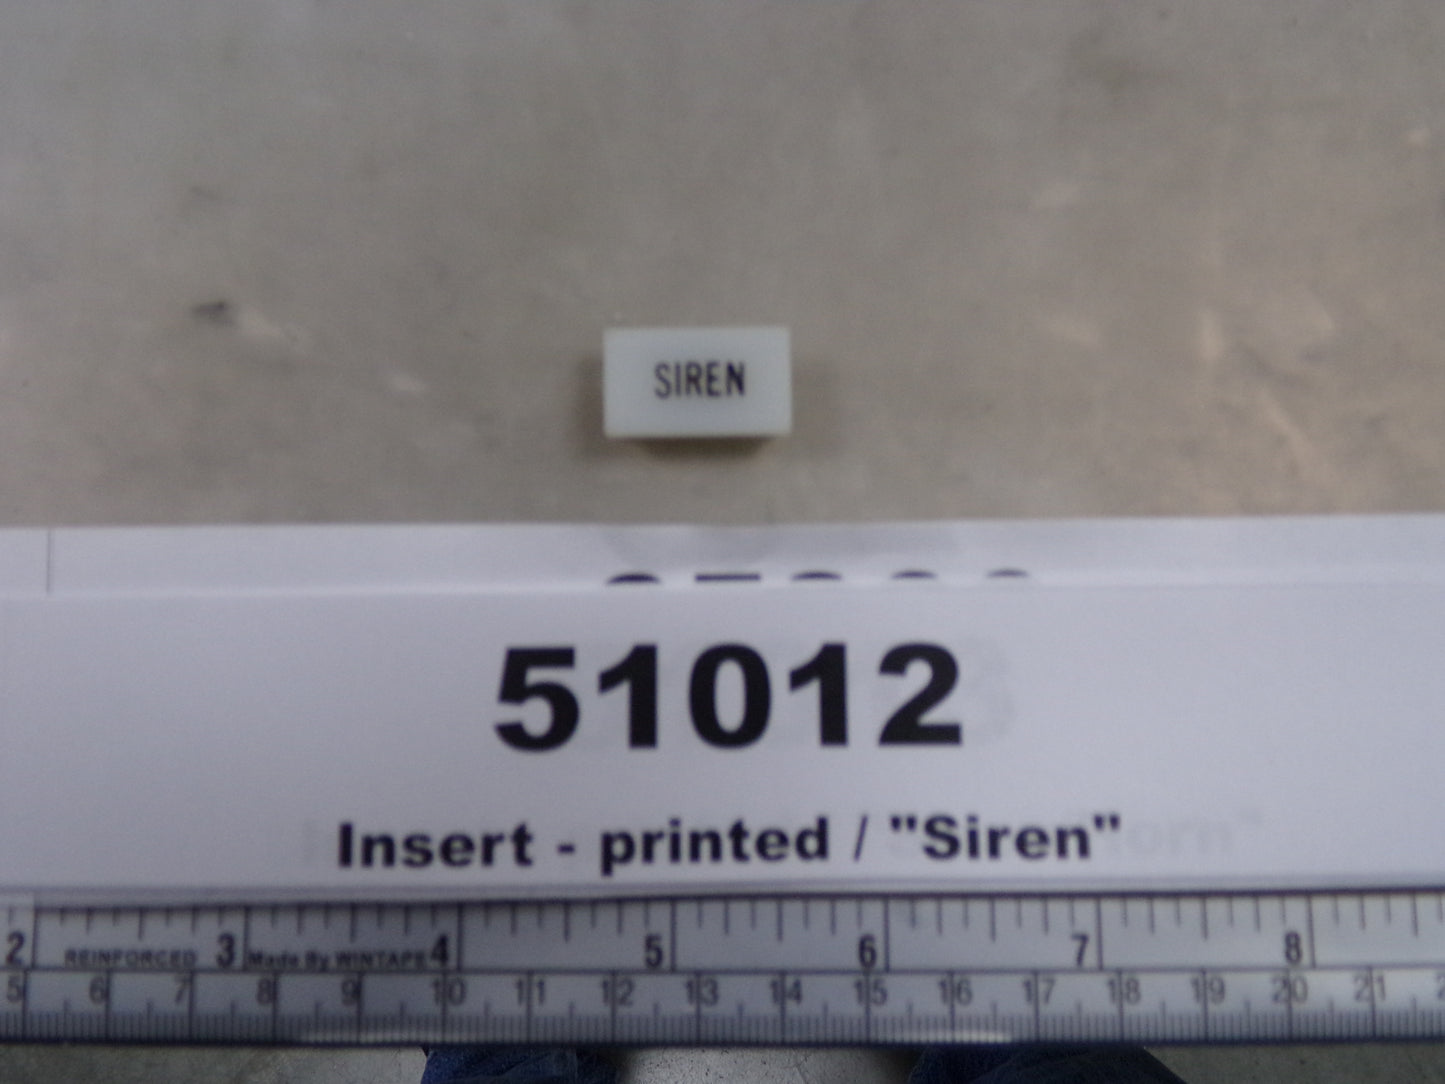 SIREN
51012
Insert - printed / "Siren"
2 REINFORCED 3 Made By WINTAPE 4 5 6 7 8
5 6 7 8 9 10 11 12 13 14 15 16 17 18 19 20 21